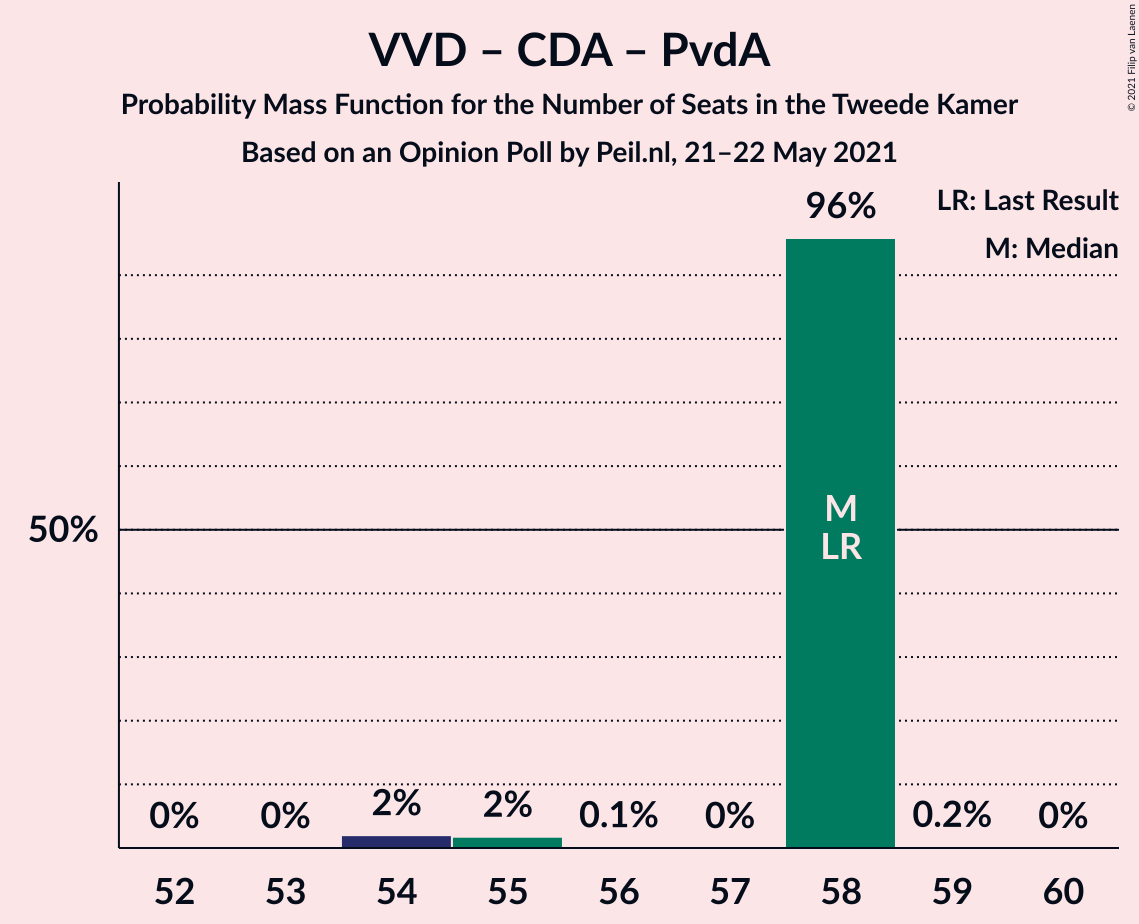 VVD – CDA – PvdA
Probability Mass Function for the Number of Seats in the Tweede Kamer
Based on an Opinion Poll by Peil.nl, 21–22 May 2021
© 2021 Filip van Laenen
LR: Last Result
M: Median
96%
50%
M
LR
0% 0% 2% 2% 0.1% 0% 0.2% 0%
52 53 54 55 56 57 58 59 60